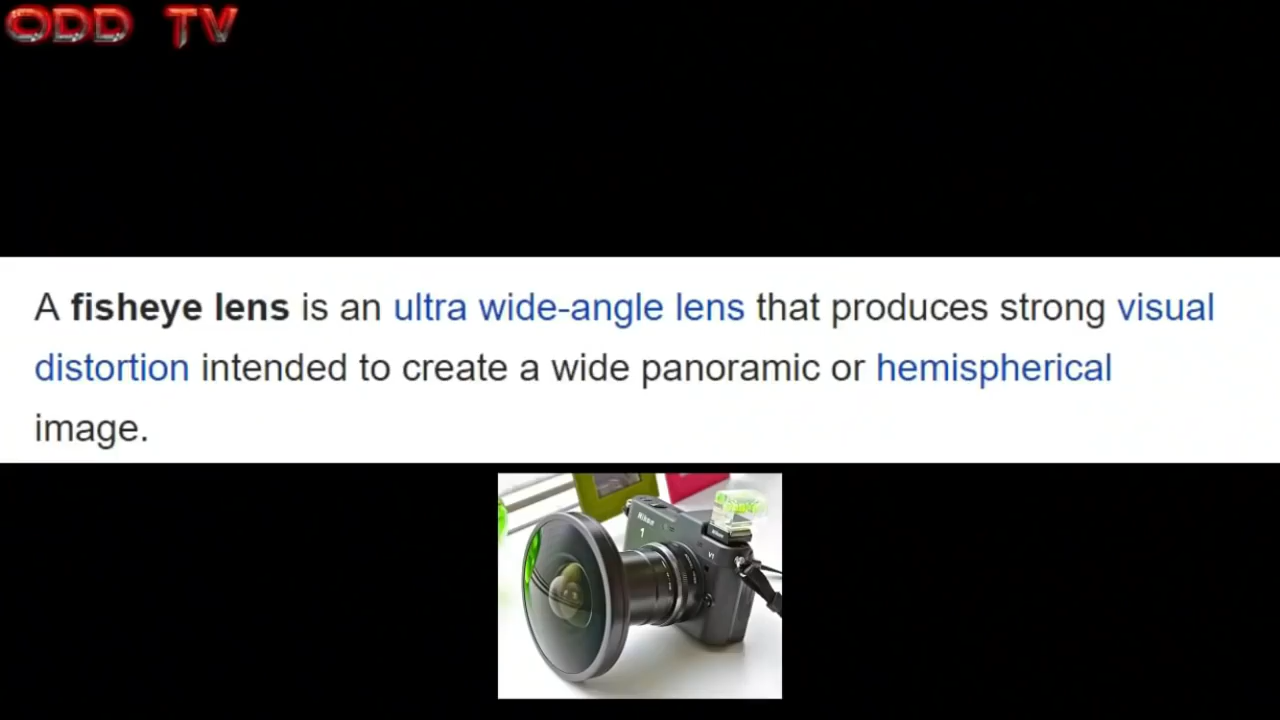 ODD TV
A fisheye lens is an ultra wide-angle lens that produces strong visual
distortion intended to create a wide panoramic or hemispherical
image.
Nikon
1
V1